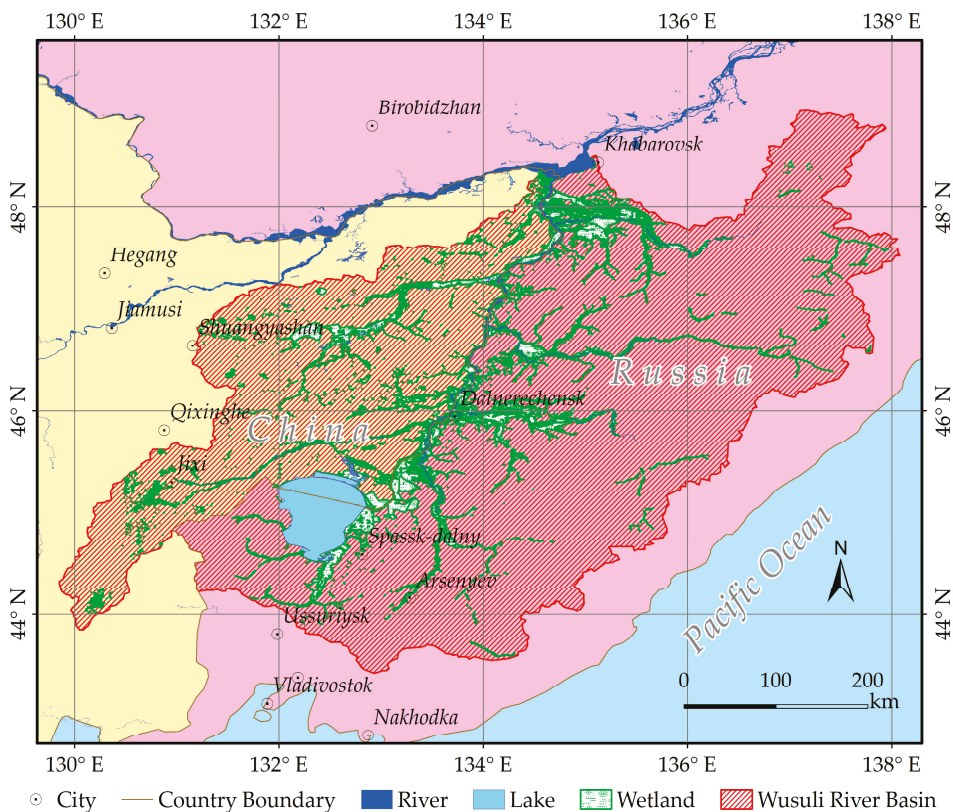 130° E 132° E 134° E 136° E 138° E
Birobidzhan
Khabarovsk
48° N 48° N
Hegang
Jiamusi
Shuangyashan
Russia
Dalnerechensk
46° N 46° N
Qixinghe
China
Jixi
Spassk-dalny
Pacific Ocean
N
Arsenyev
44° N 44° N
Ussuriysk
Vladivostok
0 100 200
km
Nakhodka
130° E 132° E 134° E 136° E 138° E
City Country Boundary River Lake Wetland Wusuli River Basin